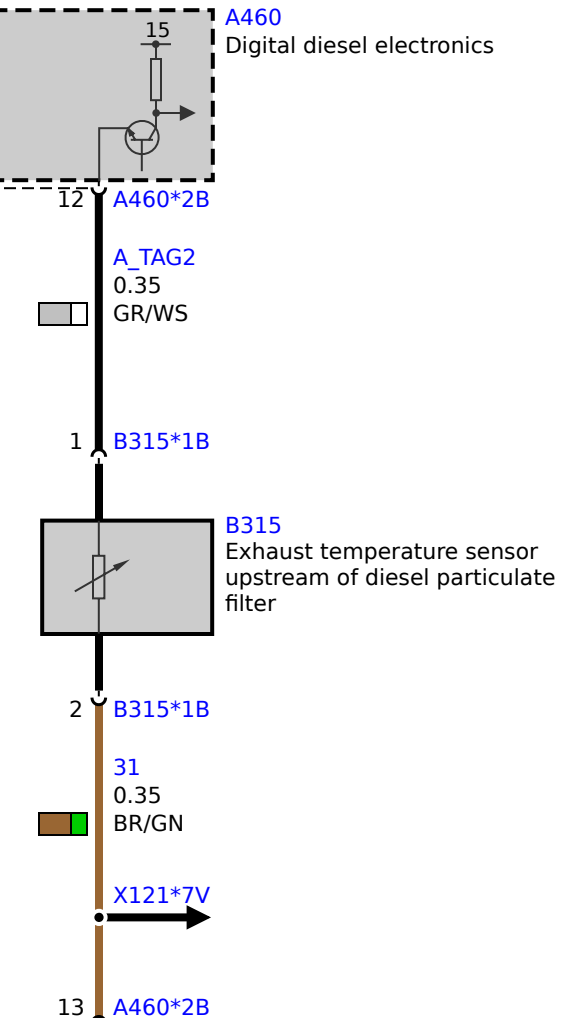 A460
15
Digital diesel electronics
12 A460*2B
A_TAG2
0.35
GR/WS
1 B315*1B
B315
Exhaust temperature sensor
upstream of diesel particulate
filter
2 B315*1B
31
0.35
BR/GN
X121*7V
13 A460*2B